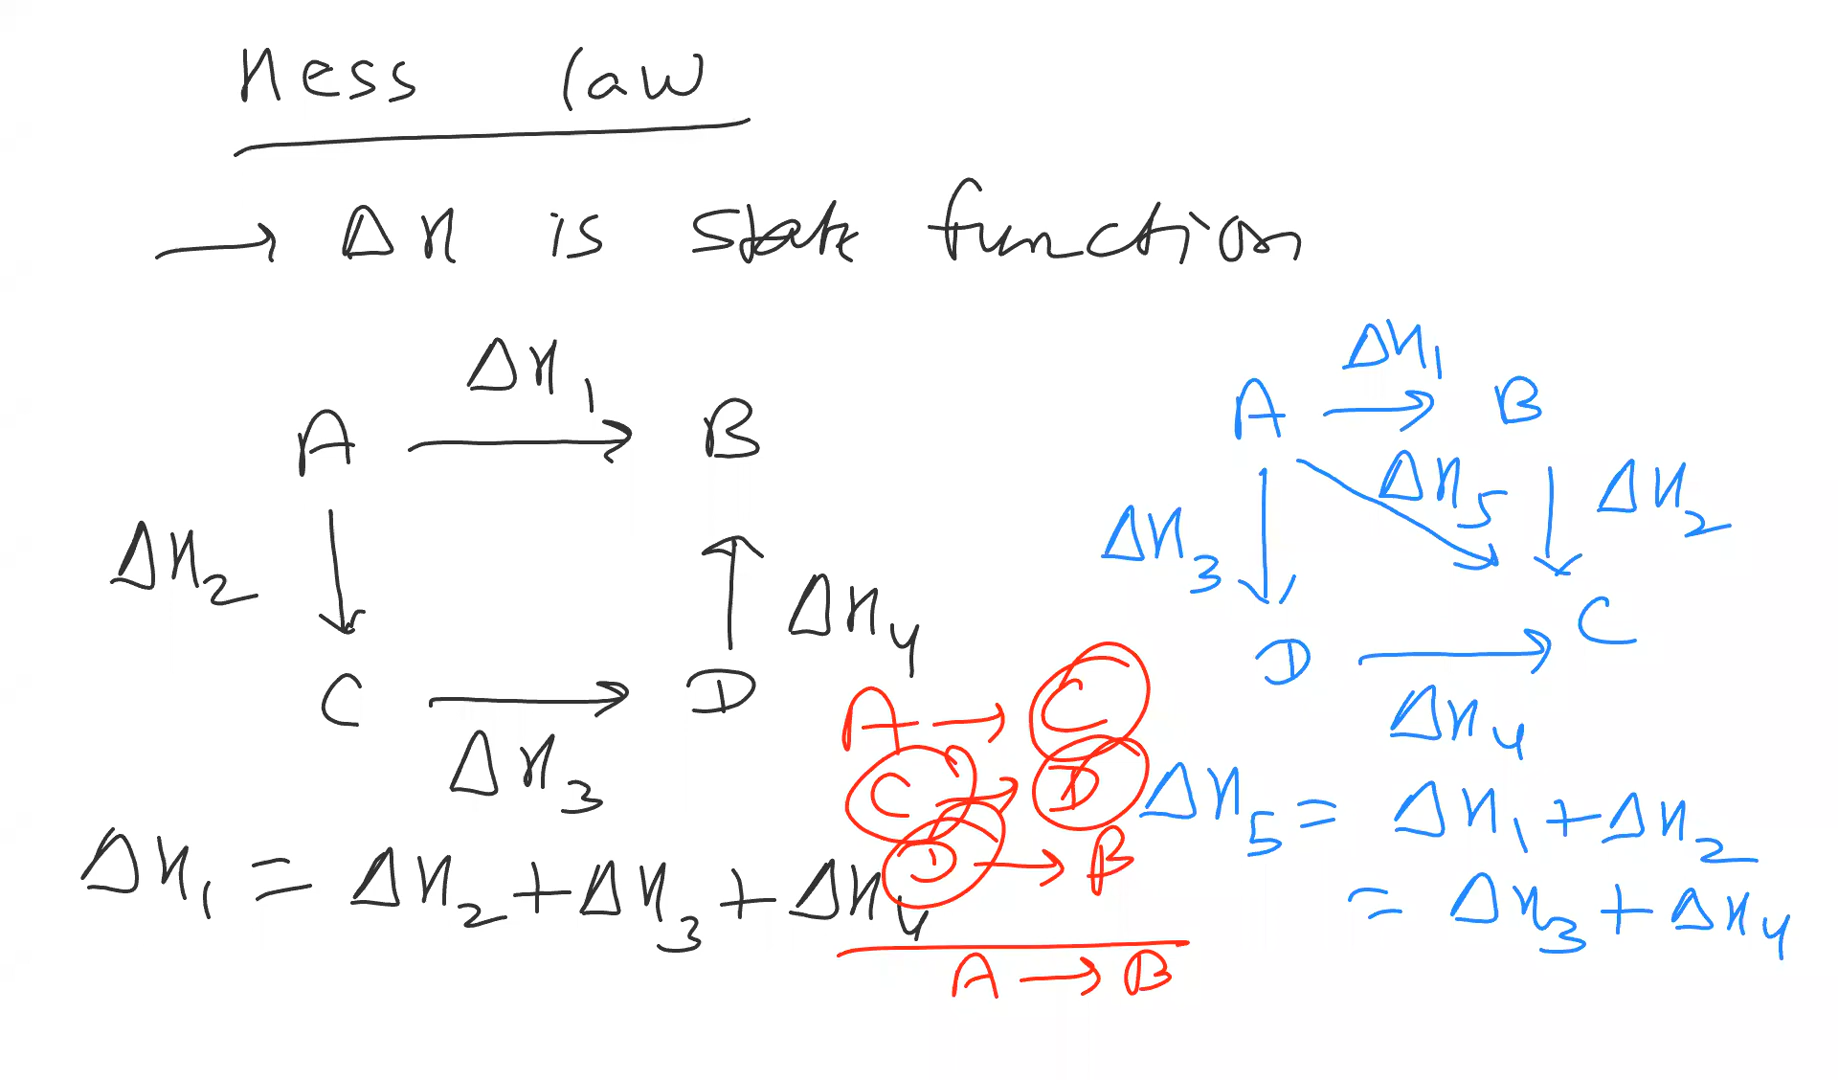 Hess law
→ ΔH is state function
ΔH₁
A → B
ΔH₂
ΔH₄
C → D
ΔH₃
ΔH₁ = ΔH₂ + ΔH₃ + ΔH₄
A → C
C → D
D → B
A → B
ΔH₁
A → B
ΔH₅
ΔH₂
ΔH₃
D → C
ΔH₄
ΔH₅ = ΔH₁ + ΔH₂
= ΔH₃ + ΔH₄